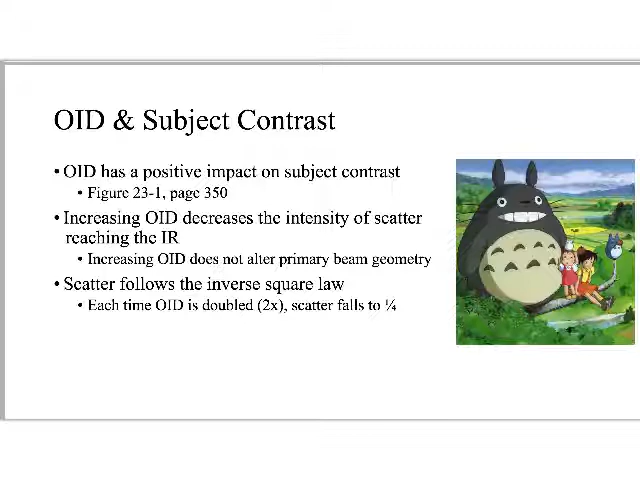 OID & Subject Contrast
• OID has a positive impact on subject contrast
• Figure 23-1, page 350
• Increasing OID decreases the intensity of scatter
reaching the IR
• Increasing OID does not alter primary beam geometry
• Scatter follows the inverse square law
• Each time OID is doubled (2x), scatter falls to ¼